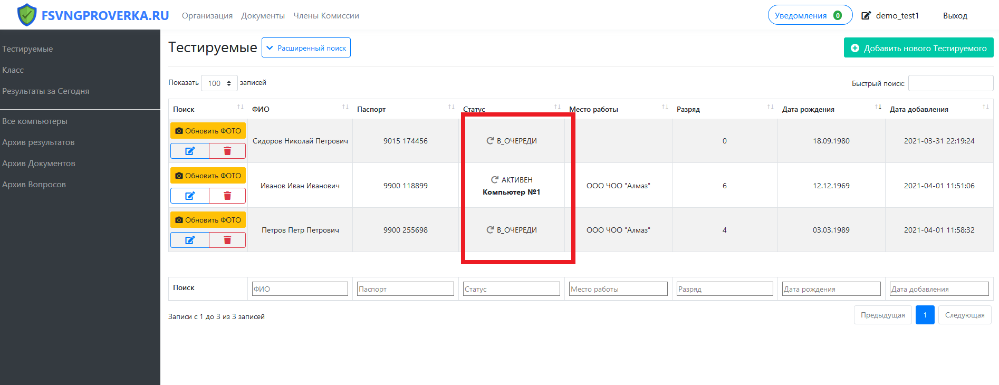 FSVNGPROVERKA.RU Организация Документы Члены Комиссии Уведомления 0 demo_test1 Выход
Тестируемые
Класс
Результаты за Сегодня
Все компьютеры
Архив результатов
Архив Документов
Архив Вопросов
Тестируемые Расширенный поиск Добавить нового Тестируемого
Показать 100 записей Быстрый поиск:
Поиск ФИО Паспорт Статус Место работы Разряд Дата рождения Дата добавления
Обновить ФОТО
Сидоров Николай Петрович 9015 174456 В_ОЧЕРЕДИ 0 18.09.1980 2021-03-31 22:19:24
Обновить ФОТО АКТИВЕН
Иванов Иван Иванович 9900 118899 ООО ЧОО "Алмаз" 6 12.12.1969 2021-04-01 11:51:06
Компьютер №1
Обновить ФОТО
Петров Петр Петрович 9900 255698 В_ОЧЕРЕДИ ООО ЧОО "Алмаз" 4 03.03.1989 2021-04-01 11:58:32
Поиск ФИО Паспорт Статус Место работы Разряд Дата рождения Дата добавления
Записи с 1 до 3 из 3 записей Предыдущая 1 Следующая